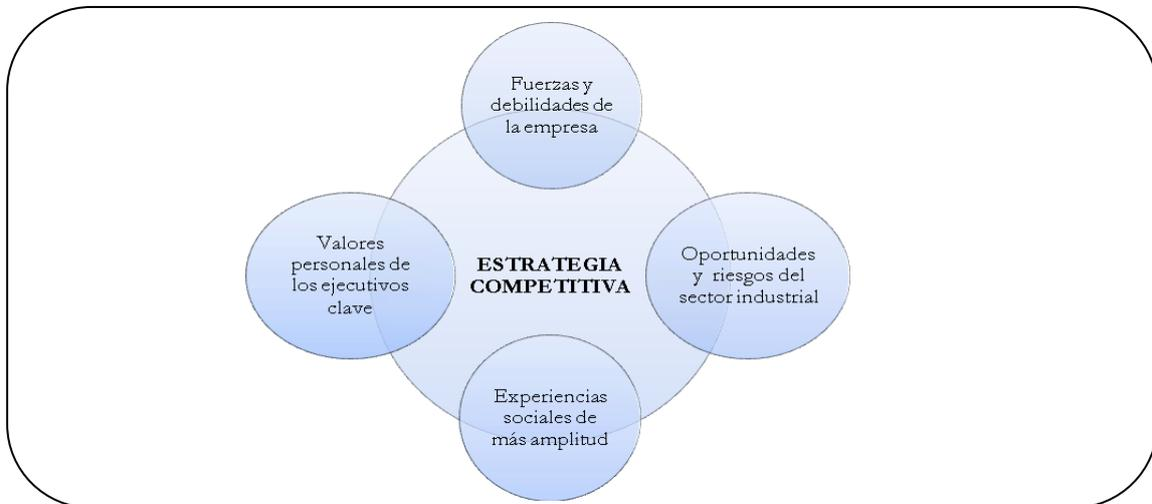 Fuerzas y
debilidades de
la empresa
Valores
personales de
los ejecutivos
clave
ESTRATEGIA
COMPETITIVA
Oportunidades
y riesgos del
sector industrial
Experiencias
sociales de
más amplitud